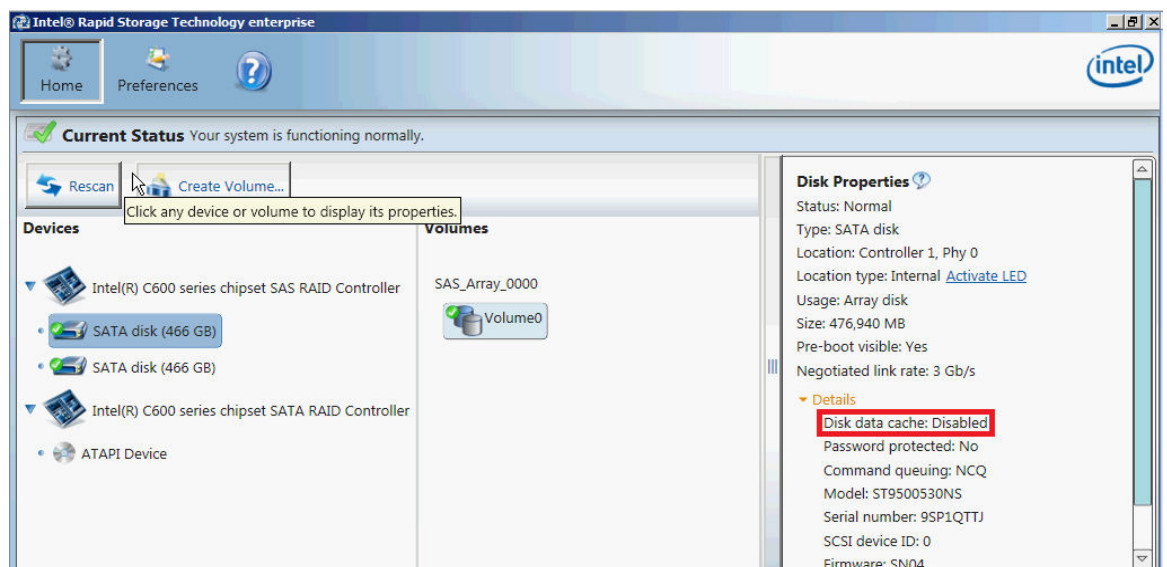 Intel® Rapid Storage Technology enterprise
Home
Preferences
?
intel
Current Status Your system is functioning normally.
Rescan
Create Volume...
Click any device or volume to display its properties.
Devices
Volumes
Intel(R) C600 series chipset SAS RAID Controller
SATA disk (466 GB)
SATA disk (466 GB)
Intel(R) C600 series chipset SATA RAID Controller
ATAPI Device
SAS_Array_0000
Volume0
Disk Properties ?
Status: Normal
Type: SATA disk
Location: Controller 1, Phy 0
Location type: Internal Activate LED
Usage: Array disk
Size: 476,940 MB
Pre-boot visible: Yes
Negotiated link rate: 3 Gb/s
Details
Disk data cache: Disabled
Password protected: No
Command queuing: NCQ
Model: ST9500530NS
Serial number: 9SP1QTTJ
SCSI device ID: 0
Firmware: SN04